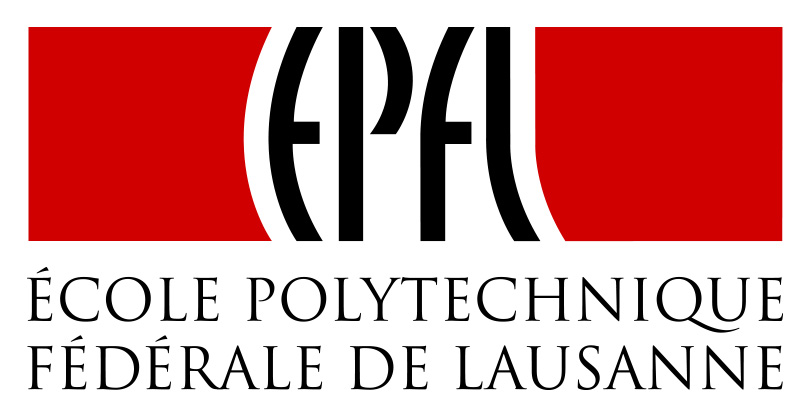 EPFL
ÉCOLE POLYTECHNIQUE
FÉDÉRALE DE LAUSANNE